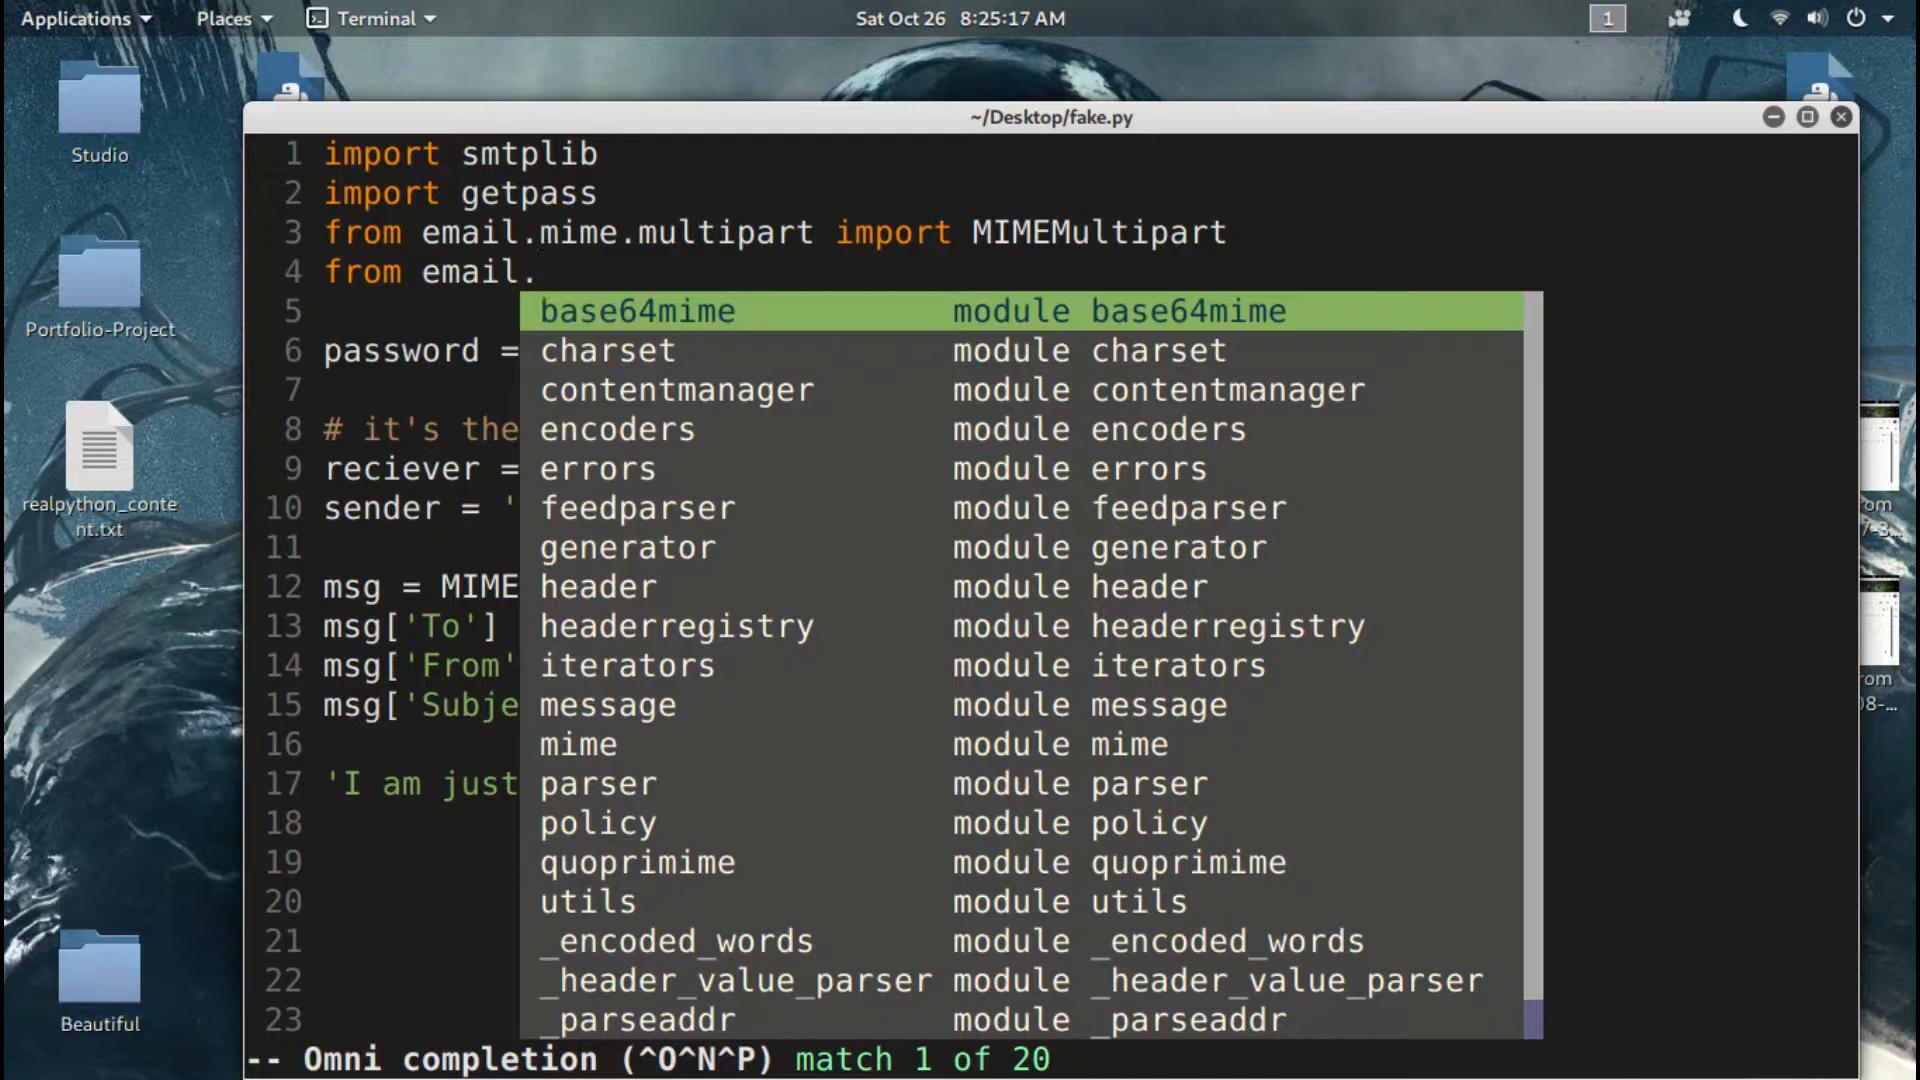 Applications Places Terminal Sat Oct 26 8:25:17 AM 1
~/Desktop/fake.py
Studio
Portfolio-Project
realpython_conte
nt.txt
Beautiful
1 import smtplib
2 import getpass
3 from email.mime.multipart import MIMEMultipart
4 from email.
5 base64mime module base64mime
6 password = charset module charset
7 contentmanager module contentmanager
8 # it's the encoders module encoders
9 reciever = errors module errors
10 sender = ' feedparser module feedparser
11 generator module generator
12 msg = MIME header module header
13 msg['To'] headerregistry module headerregistry
14 msg['From' iterators module iterators
15 msg['Subje message module message
16 mime module mime
17 'I am just parser module parser
18 policy module policy
19 quoprimime module quoprimime
20 utils module utils
21 _encoded_words module _encoded_words
22 _header_value_parser module _header_value_parser
23 _parseaddr module _parseaddr
-- Omni completion (^O^N^P) match 1 of 20